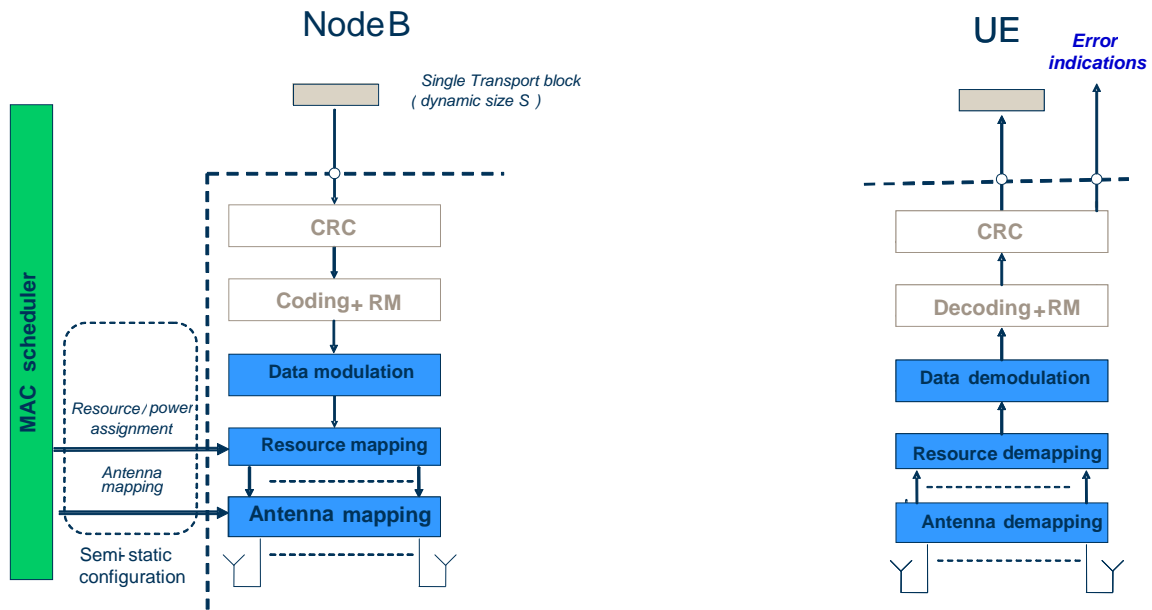 Node B
UE
Error
indications
Single Transport block
( dynamic size S )
CRC
CRC
Coding+ RM
Decoding+RM
MAC scheduler
Data modulation
Data demodulation
Resource/ power
assignment
Resource mapping
Resource demapping
Antenna
mapping
Antenna mapping
Antenna demapping
Semi-static
configuration